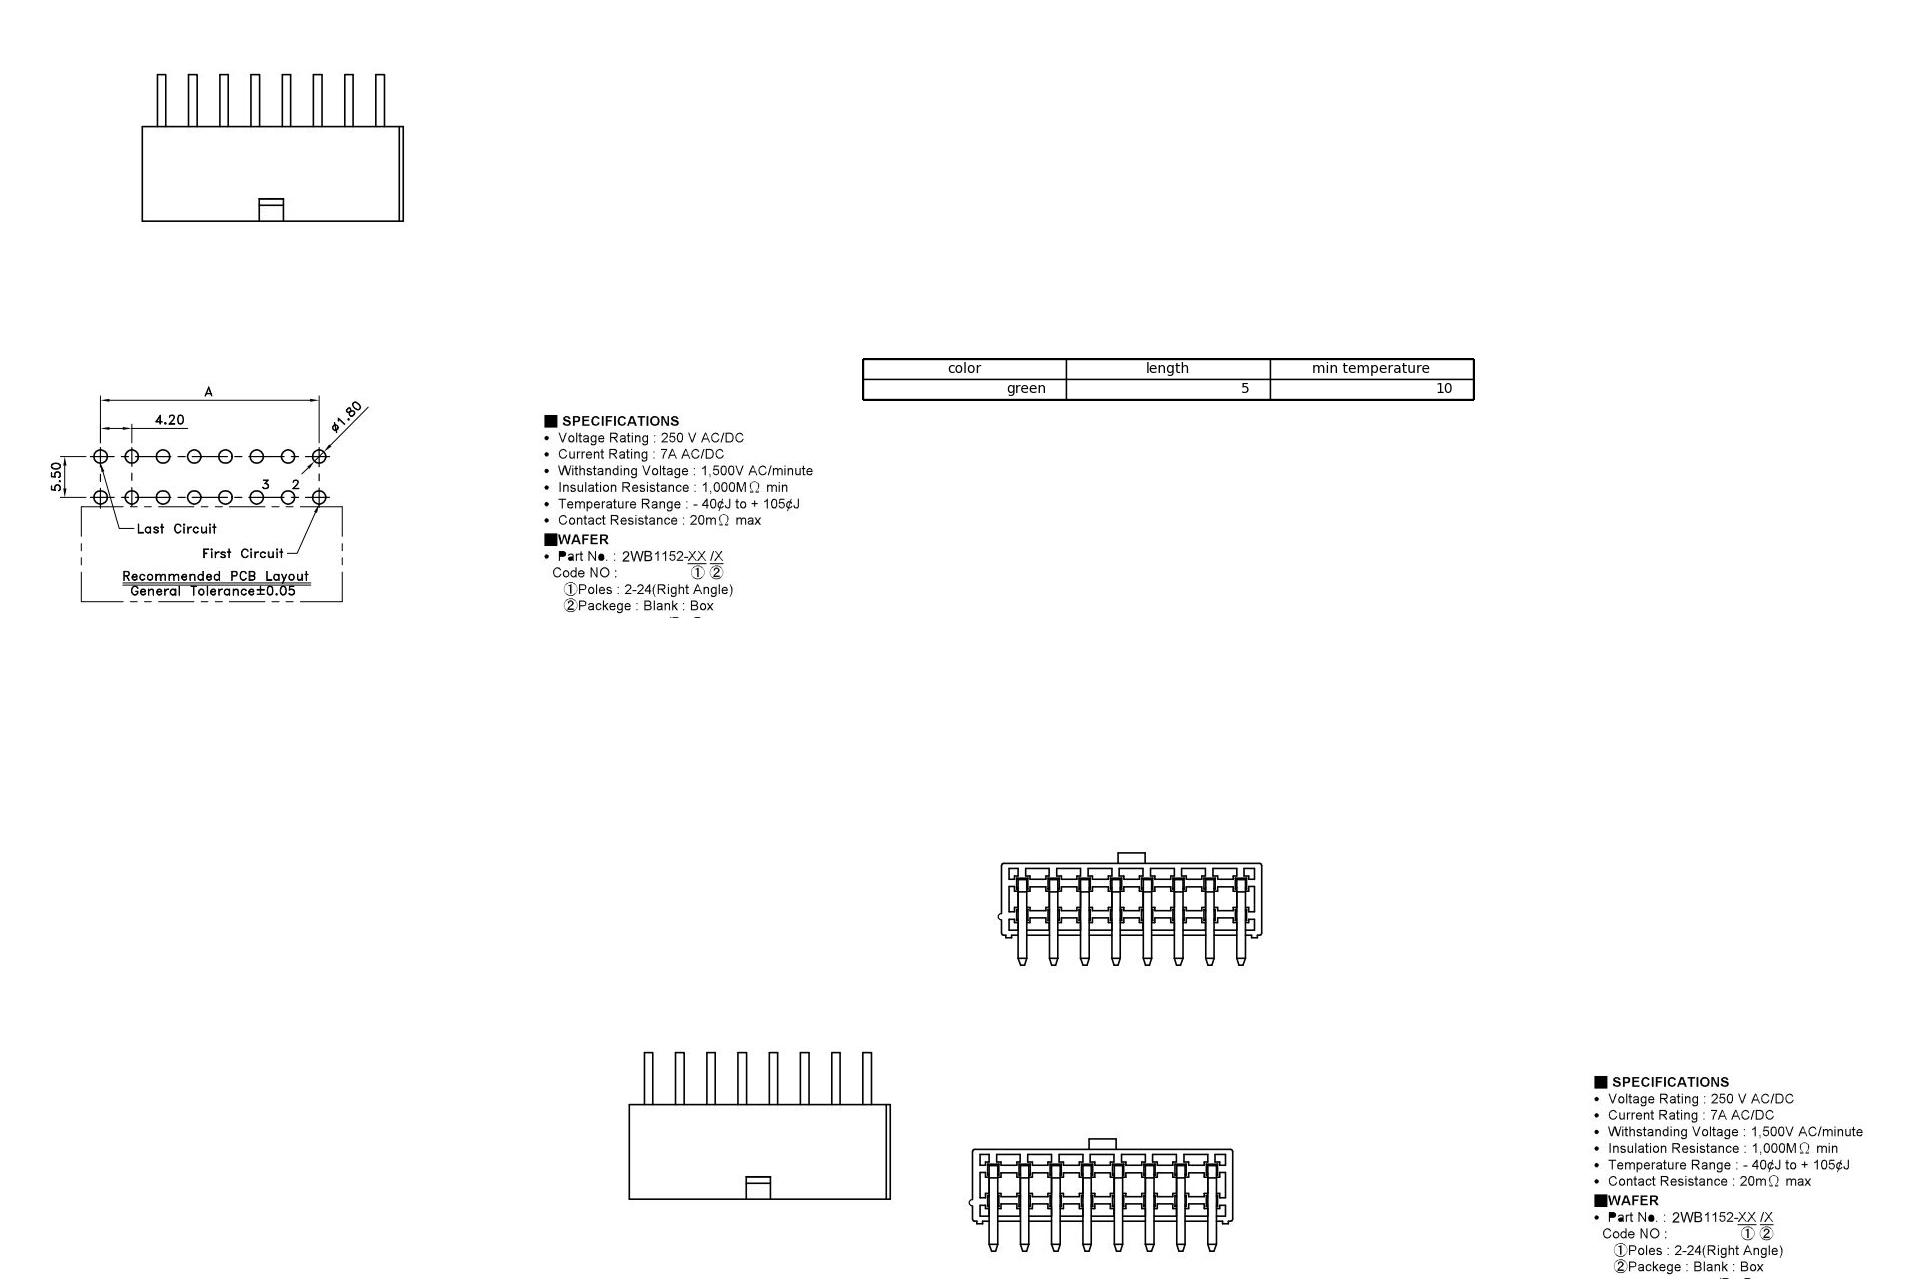 color length min temperature
green 5 10
A
4.20
ø1.80
5.50
3 2
Last Circuit
First Circuit
Recommended PCB Layout
General Tolerance±0.05
■ SPECIFICATIONS
• Voltage Rating : 250 V AC/DC
• Current Rating : 7A AC/DC
• Withstanding Voltage : 1,500V AC/minute
• Insulation Resistance : 1,000MΩ min
• Temperature Range : - 40¢J to + 105¢J
• Contact Resistance : 20mΩ max
■WAFER
• Part No. : 2WB1152-XX /X
Code NO : ① ②
①Poles : 2-24(Right Angle)
②Packege : Blank : Box
■ SPECIFICATIONS
• Voltage Rating : 250 V AC/DC
• Current Rating : 7A AC/DC
• Withstanding Voltage : 1,500V AC/minute
• Insulation Resistance : 1,000MΩ min
• Temperature Range : - 40¢J to + 105¢J
• Contact Resistance : 20mΩ max
■WAFER
• Part No. : 2WB1152-XX /X
Code NO : ① ②
①Poles : 2-24(Right Angle)
②Packege : Blank : Box